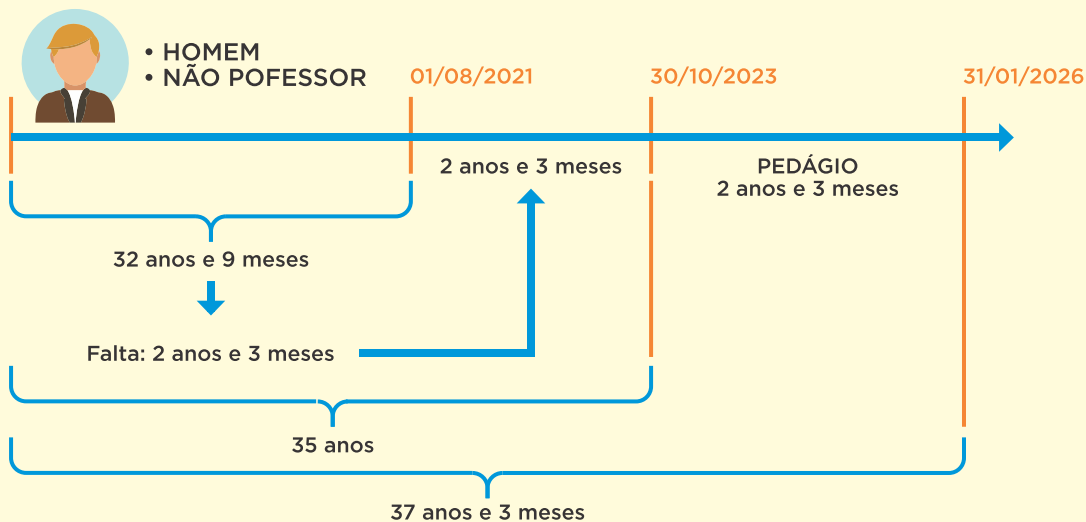 • HOMEM
• NÃO POFESSOR
01/08/2021
30/10/2023
31/01/2026
2 anos e 3 meses
PEDÁGIO
2 anos e 3 meses
32 anos e 9 meses
Falta: 2 anos e 3 meses
35 anos
37 anos e 3 meses